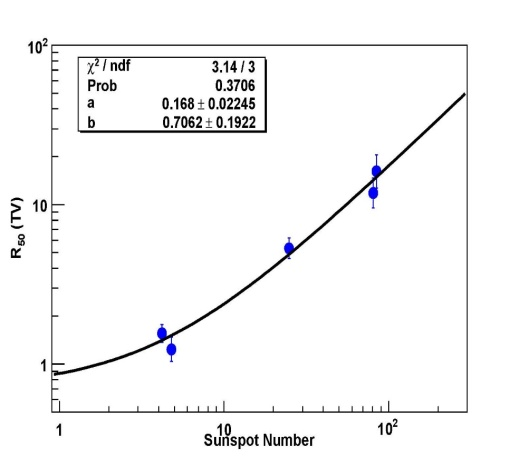 10²
χ² / ndf 3.14 / 3
Prob 0.3706
a 0.168 ± 0.02245
b 0.7062 ± 0.1922
R₅₀ (TV)
10
1
1 10 10²
Sunspot Number